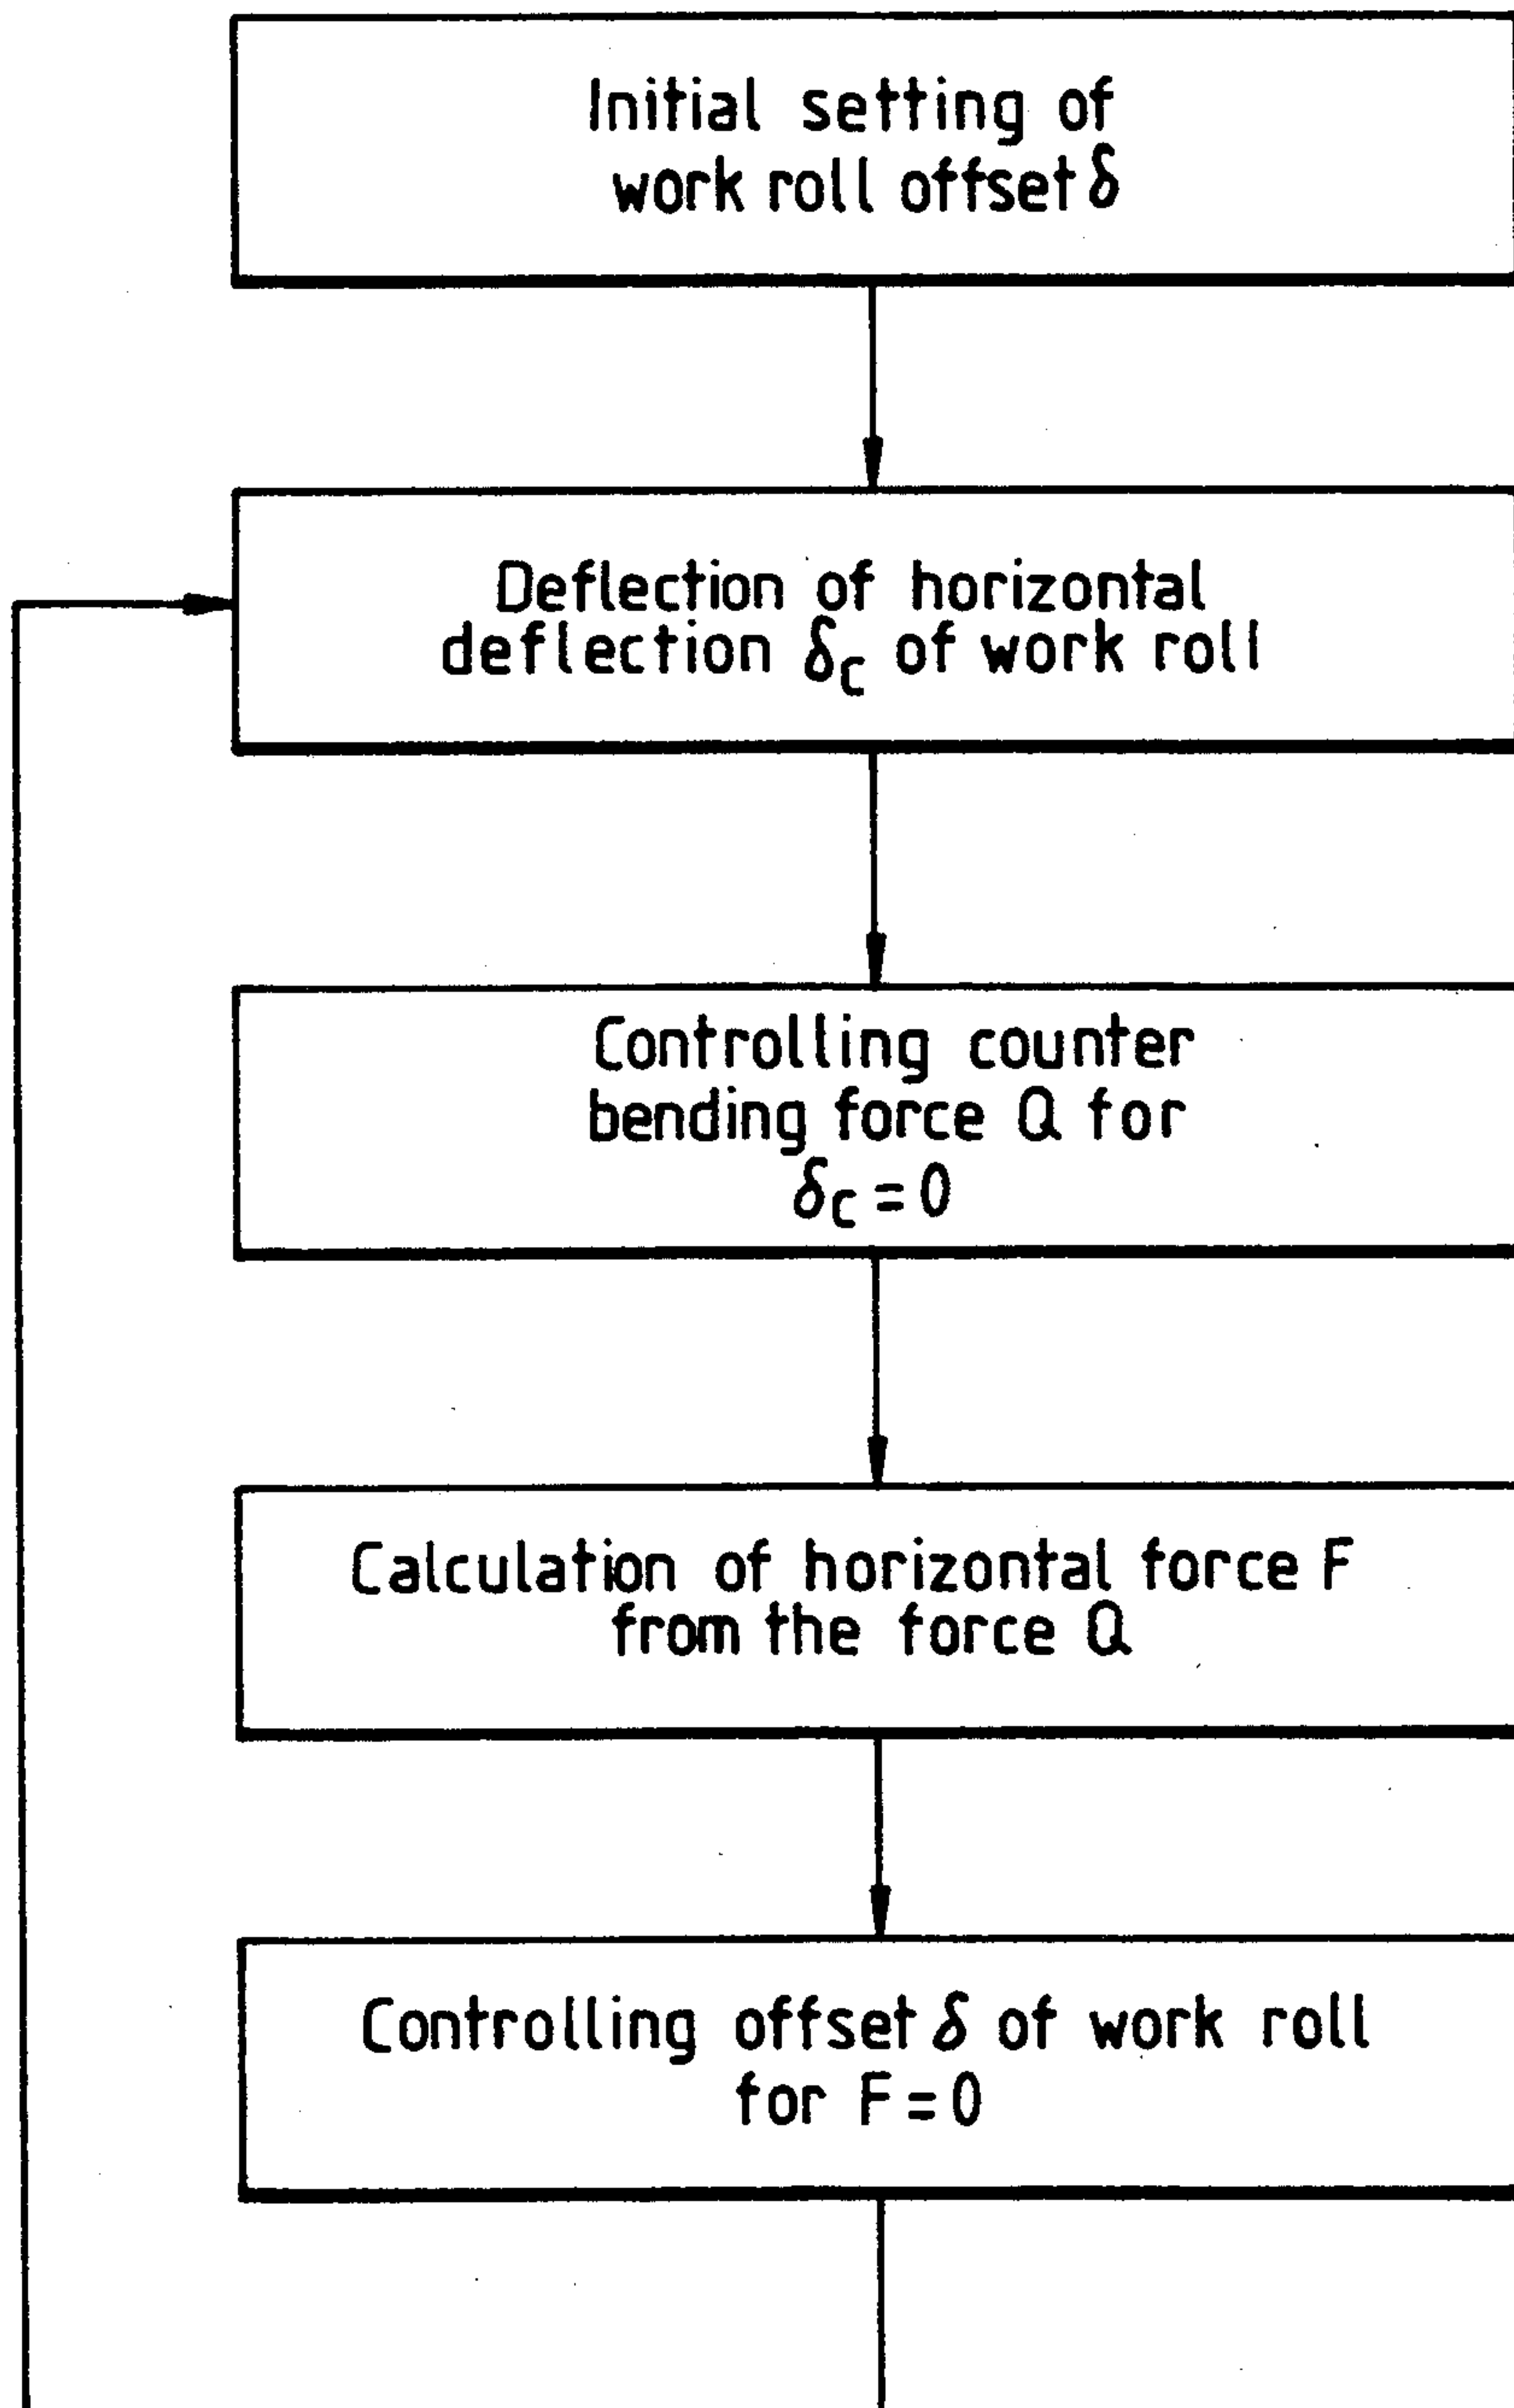 Initial setting of
work roll offset δ
Deflection of horizontal
deflection δc of work roll
Controlling counter
bending force Q for
δc = 0
Calculation of horizontal force F
from the force Q
Controlling offset δ of work roll
for F = 0